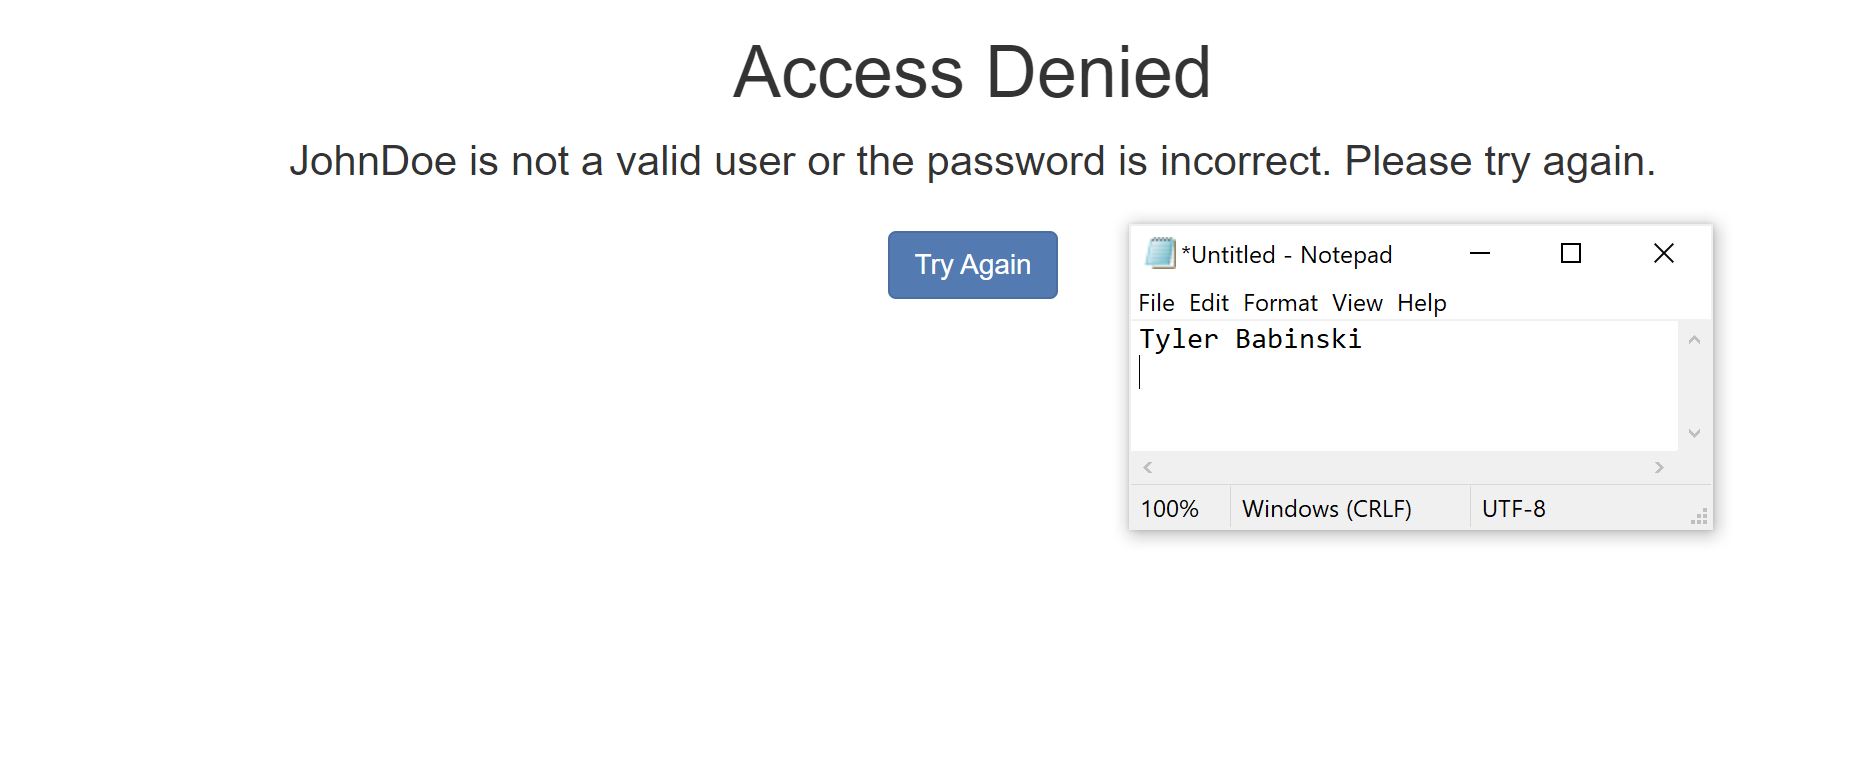 Access Denied
JohnDoe is not a valid user or the password is incorrect. Please try again.
Try Again
*Untitled - Notepad
File Edit Format View Help
Tyler Babinski
100% Windows (CRLF) UTF-8